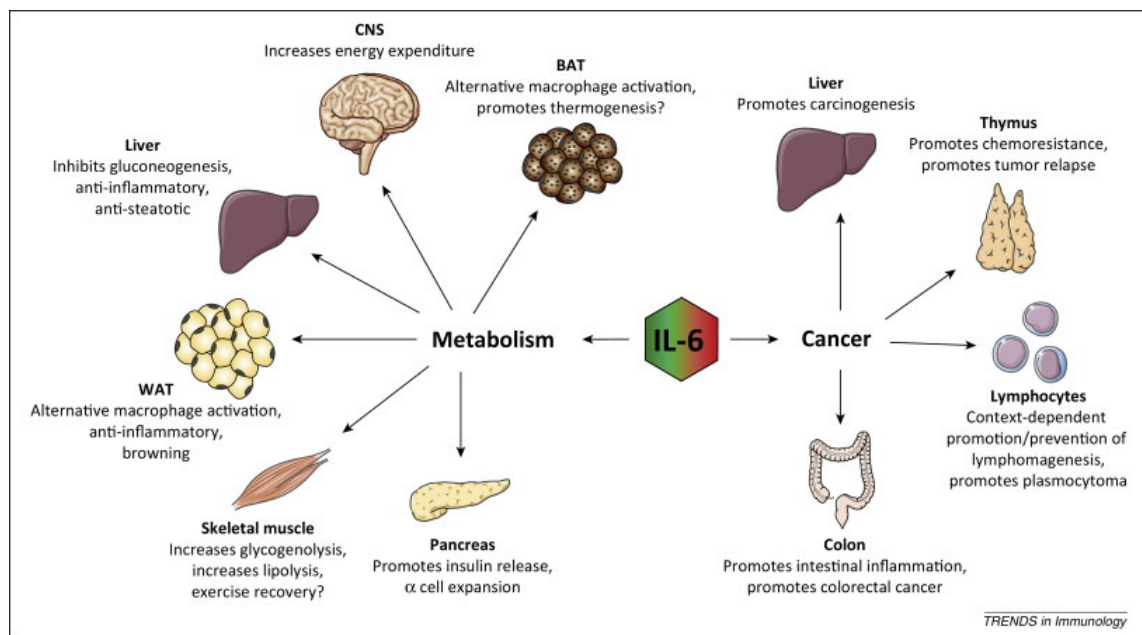 CNS
Increases energy expenditure
BAT
Alternative macrophage activation,
promotes thermogenesis?
Liver
Inhibits gluconeogenesis,
anti-inflammatory,
anti-steatotic
WAT
Alternative macrophage activation,
anti-inflammatory,
browning
Skeletal muscle
Increases glycogenolysis,
increases lipolysis,
exercise recovery?
Pancreas
Promotes insulin release,
α cell expansion
Metabolism
IL-6
Cancer
Liver
Promotes carcinogenesis
Thymus
Promotes chemoresistance,
promotes tumor relapse
Lymphocytes
Context-dependent
promotion/prevention of
lymphomagenesis,
promotes plasmocytoma
Colon
Promotes intestinal inflammation,
promotes colorectal cancer
TRENDS in Immunology